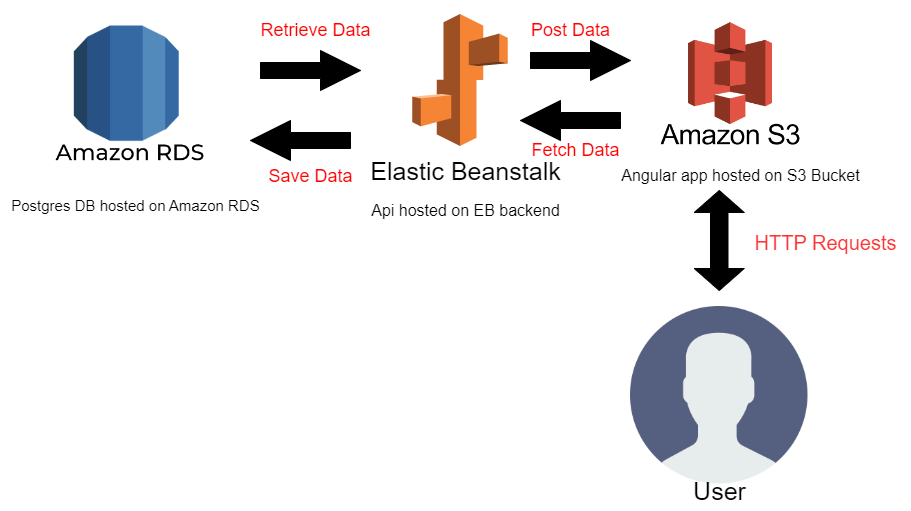 Retrieve Data
Post Data
Amazon RDS
Save Data
Elastic Beanstalk
Fetch Data
Amazon S3
Postgres DB hosted on Amazon RDS
Api hosted on EB backend
Angular app hosted on S3 Bucket
HTTP Requests
User